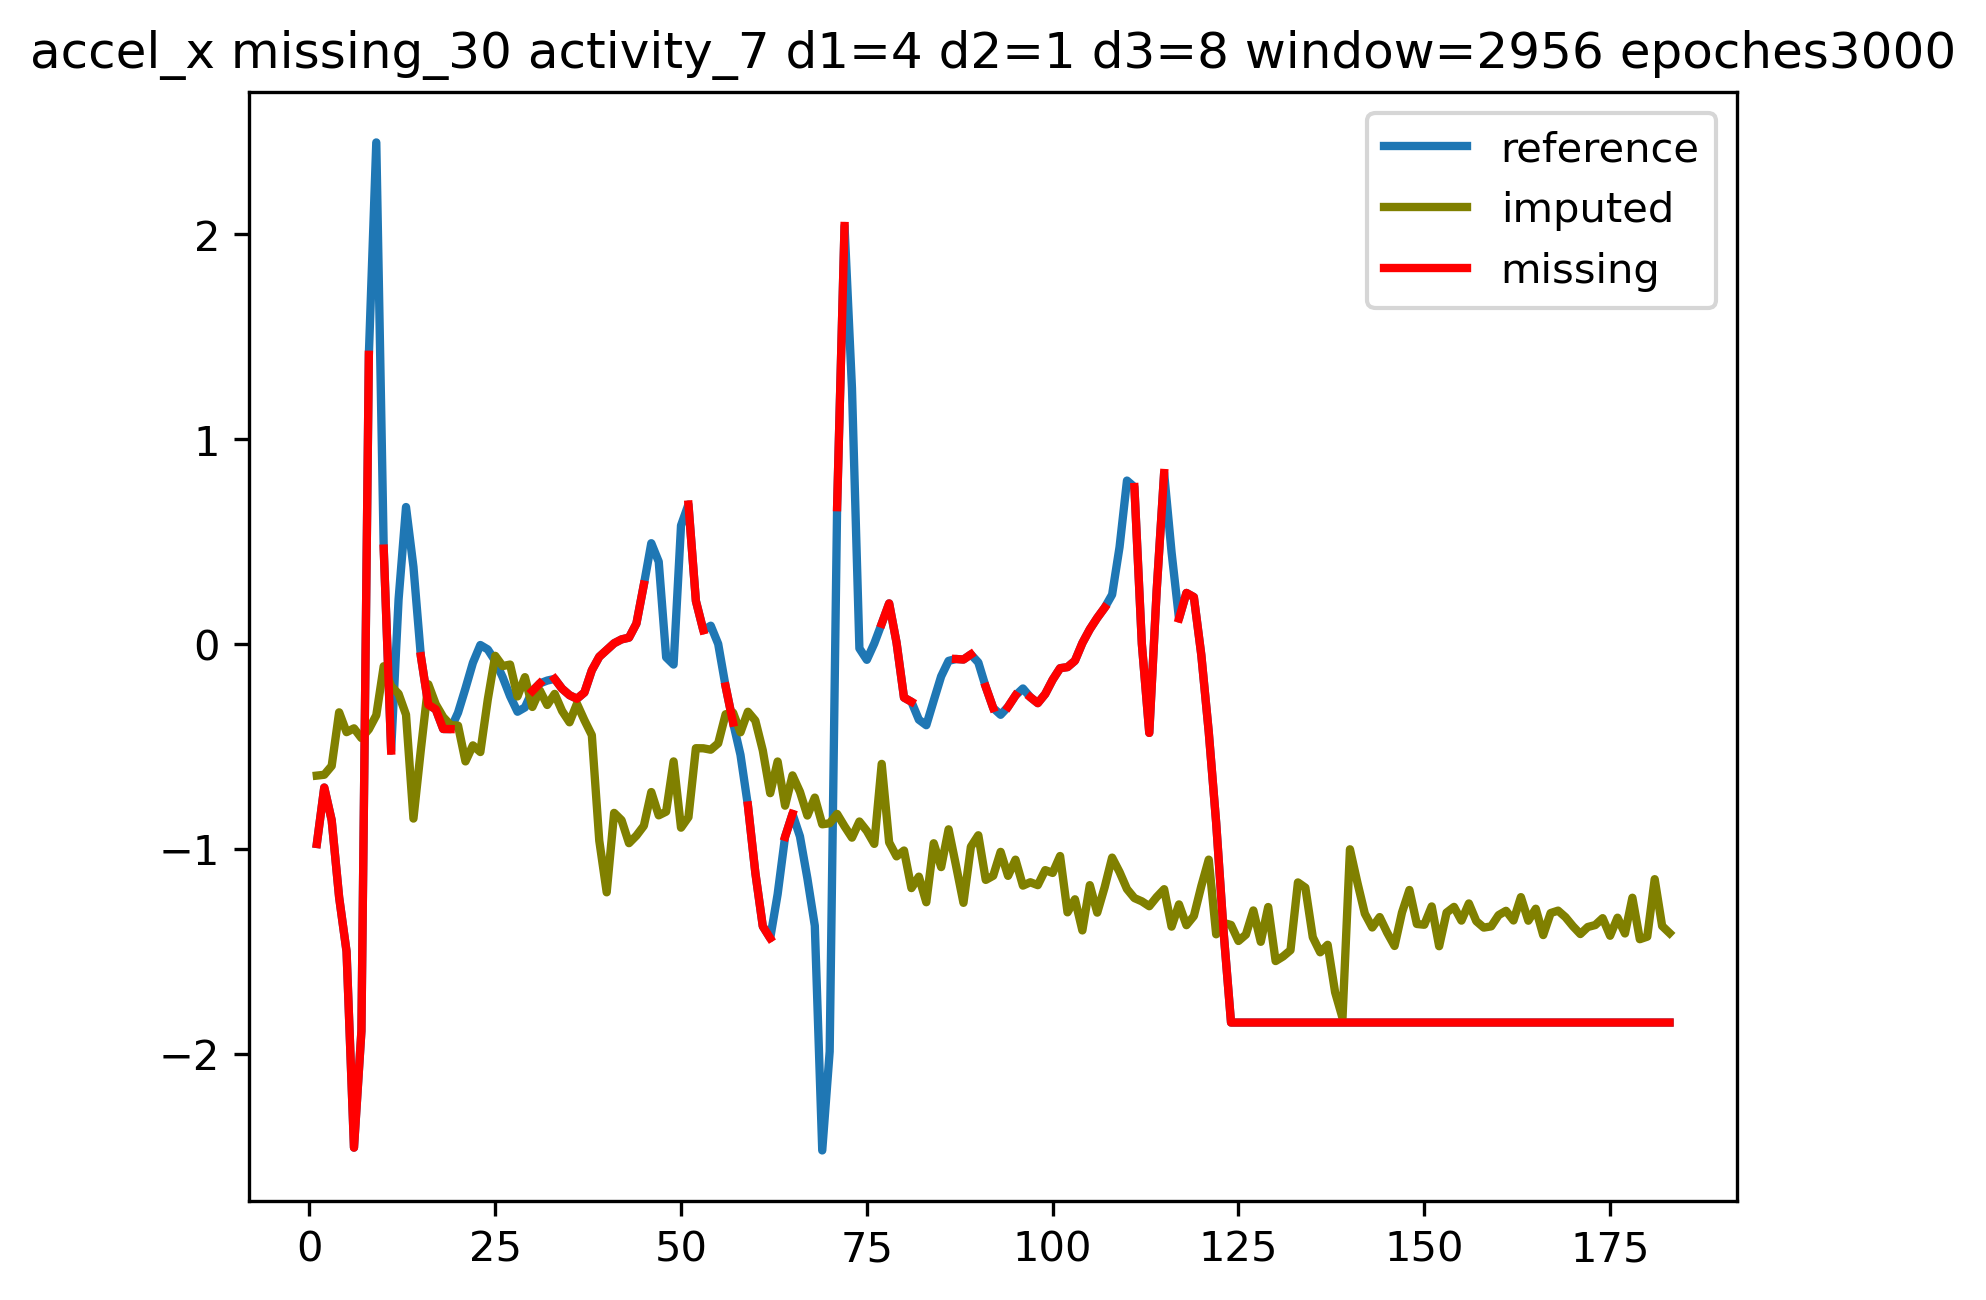 accel_x missing_30 activity_7 d1=4 d2=1 d3=8 window=2956 epoches3000
reference
imputed
missing
2
1
0
−1
−2
0 25 50 75 100 125 150 175